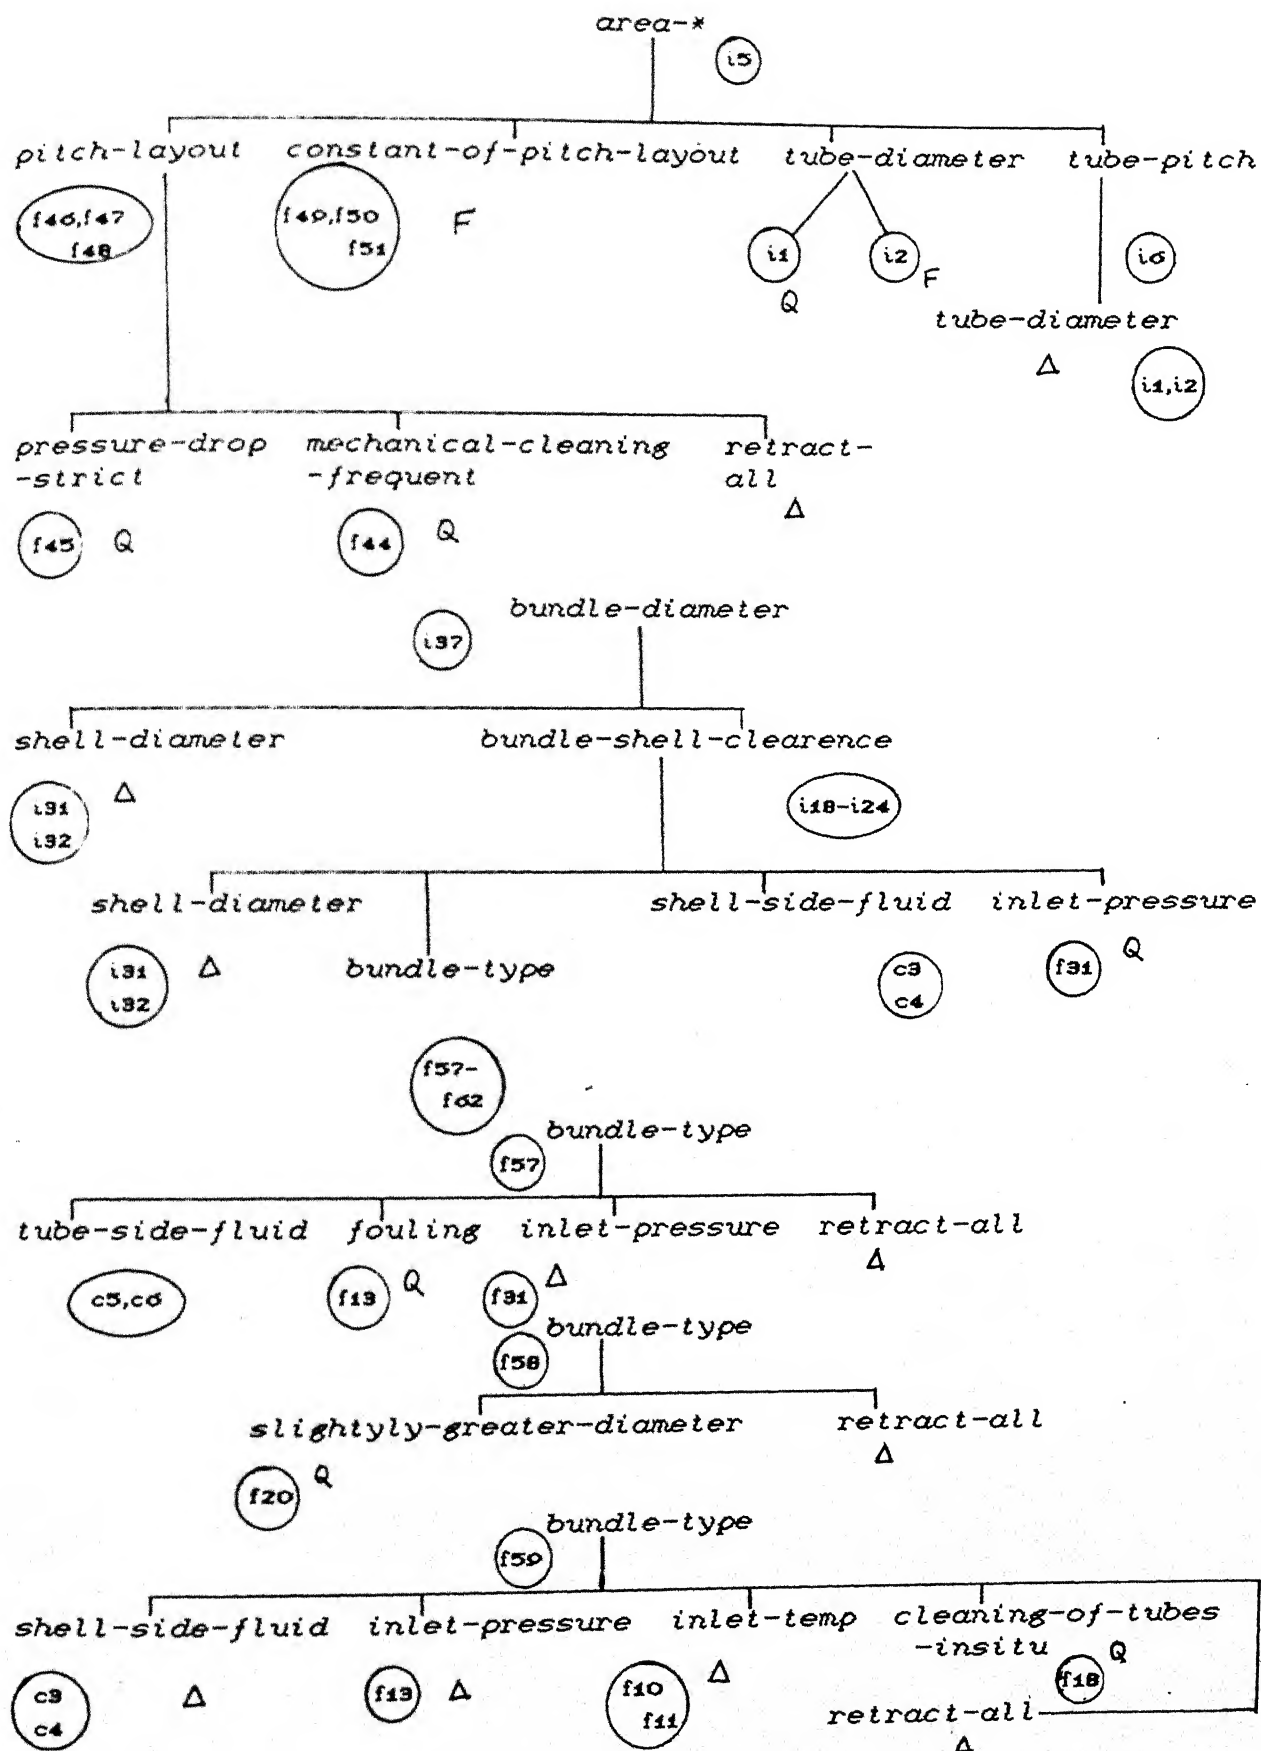 area-*
i5
pitch-layout constant-of-pitch-layout tube-diameter tube-pitch
f46,f47
f48
f49,f50
f51
F
i1
Q
i2
F
i6
tube-diameter
Δ
i1,i2
pressure-drop
-strict
mechanical-cleaning
-frequent
retract-
all
Δ
f45 Q
f44 Q
bundle-diameter
i37
shell-diameter bundle-shell-clearence
i31
i32
Δ
i18-i24
shell-diameter shell-side-fluid inlet-pressure
i31
i32
Δ
bundle-type
c3
c4
f31 Q
f57-
f62
bundle-type
f57
tube-side-fluid fouling inlet-pressure retract-all
c5,c6
f13 Q
f31 Δ
Δ
bundle-type
f58
slightyly-greater-diameter retract-all
f20 Q
Δ
bundle-type
f59
shell-side-fluid inlet-pressure inlet-temp cleaning-of-tubes
-insitu
c3
c4
Δ
f13 Δ
f10
f11
Δ
f18 Q
retract-all
Δ